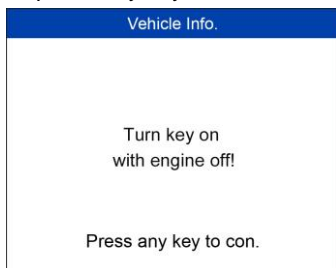 Vehicle Info.
Turn key on
with engine off!
Press any key to con.